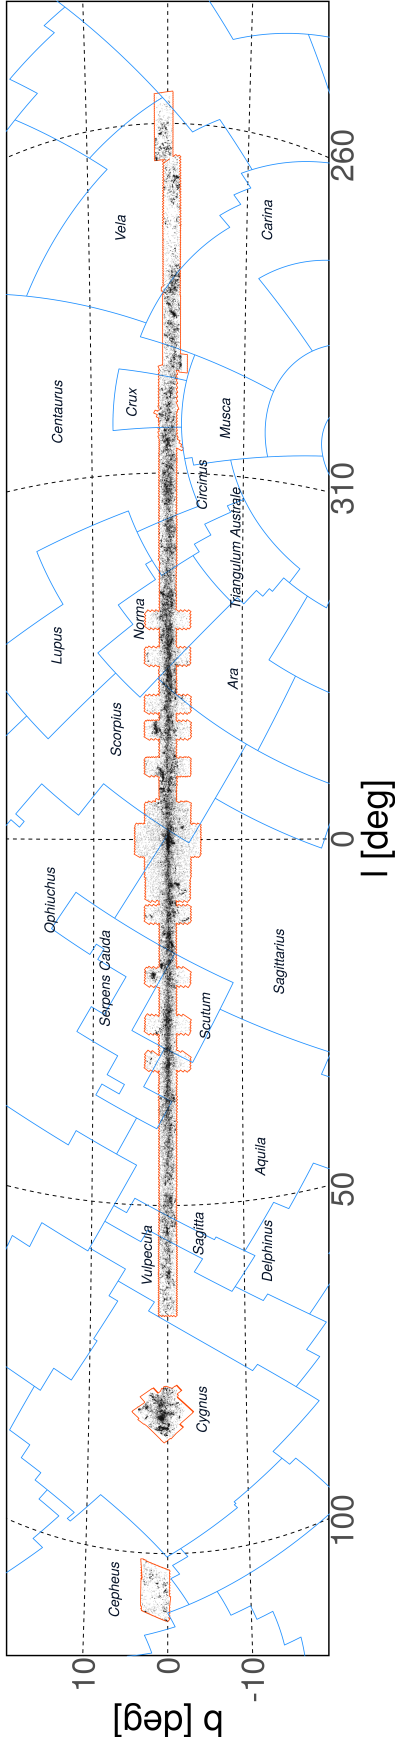 Cepheus
Cygnus
Vulpecula
Sagitta
Delphinus
Aquila
Serpens Cauda
Ophiuchus
Scutum
Sagittarius
Scorpius
Norma
Lupus
Ara
Triangulum Australe
Circinus
Centaurus
Crux
Musca
Vela
Carina
10
0
-10
b [deg]
100
50
0
310
260
l [deg]